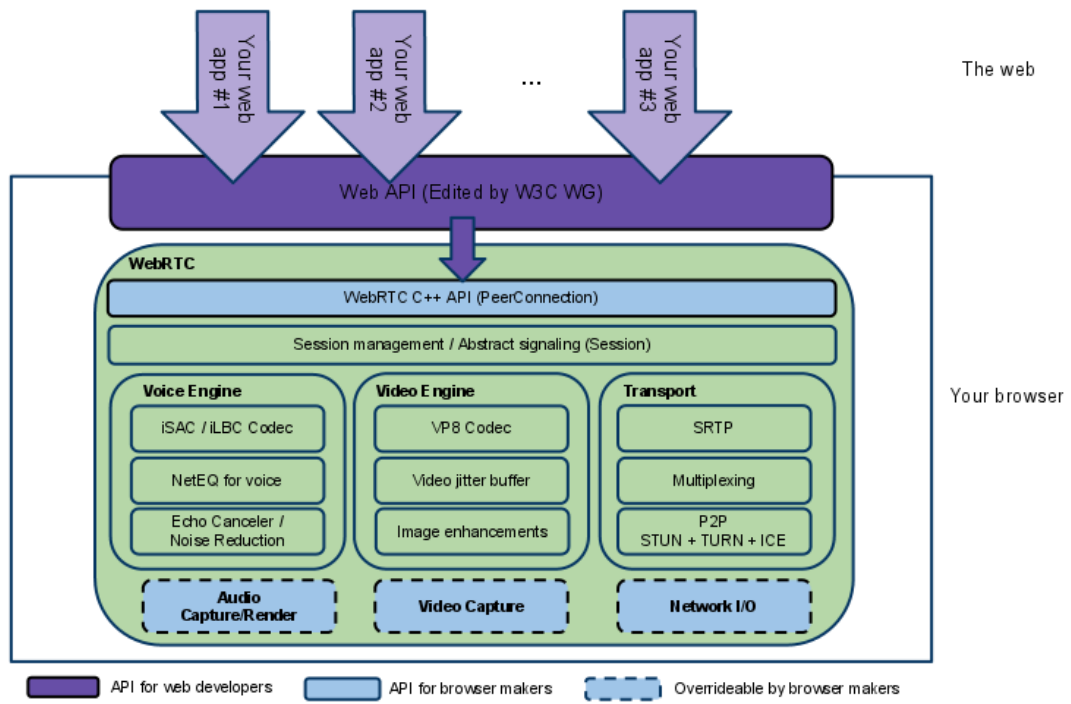 Your web
app #1
Your web
app #2
...
Your web
app #3
The web
Web API (Edited by W3C WG)
WebRTC
WebRTC C++ API (PeerConnection)
Session management / Abstract signaling (Session)
Your browser
Voice Engine
iSAC / iLBC Codec
NetEQ for voice
Echo Canceler /
Noise Reduction
Video Engine
VP8 Codec
Video jitter buffer
Image enhancements
Transport
SRTP
Multiplexing
P2P
STUN + TURN + ICE
Audio
Capture/Render
Video Capture
Network I/O
API for web developers
API for browser makers
Overrideable by browser makers